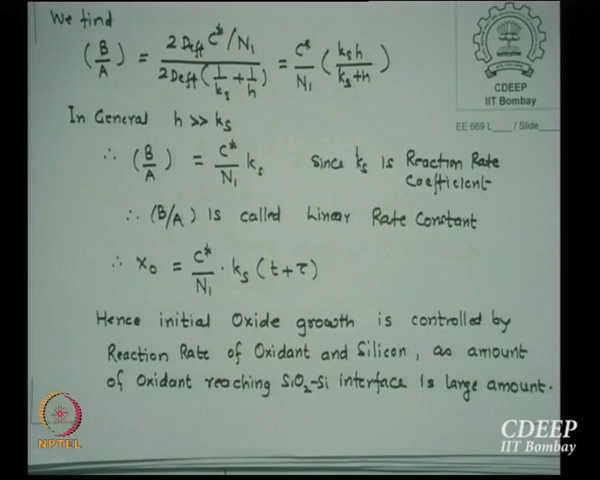 We find
(B/A) = 2 Deff C*/N1 / 2 Deff (1/ks + 1/h) = C*/N1 (ksh/ks+h)
CDEEP
IIT Bombay
EE 669 L___ / Slide___
In General h >> ks
∴ (B/A) = C*/N1 ks since ks is Reaction Rate
Coefficient
∴ (B/A) is called Linear Rate Constant
∴ X0 = C*/N1 . ks (t + τ)
Hence initial Oxide growth is controlled by
Reaction Rate of Oxidant and Silicon, as amount
of Oxidant reaching SiO2-Si interface is large amount.
NPTEL
CDEEP
IIT Bombay